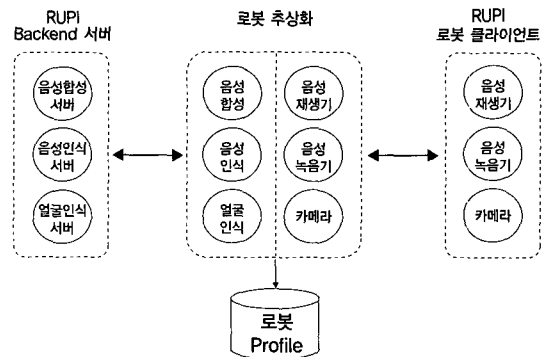 RUPI
Backend 서버
로봇 추상화
RUPI
로봇 클라이언트
음성합성
서버
음성인식
서버
얼굴인식
서버
음성
합성
음성
재생기
음성
인식
음성
녹음기
얼굴
인식
카메라
음성
재생기
음성
녹음기
카메라
로봇
Profile